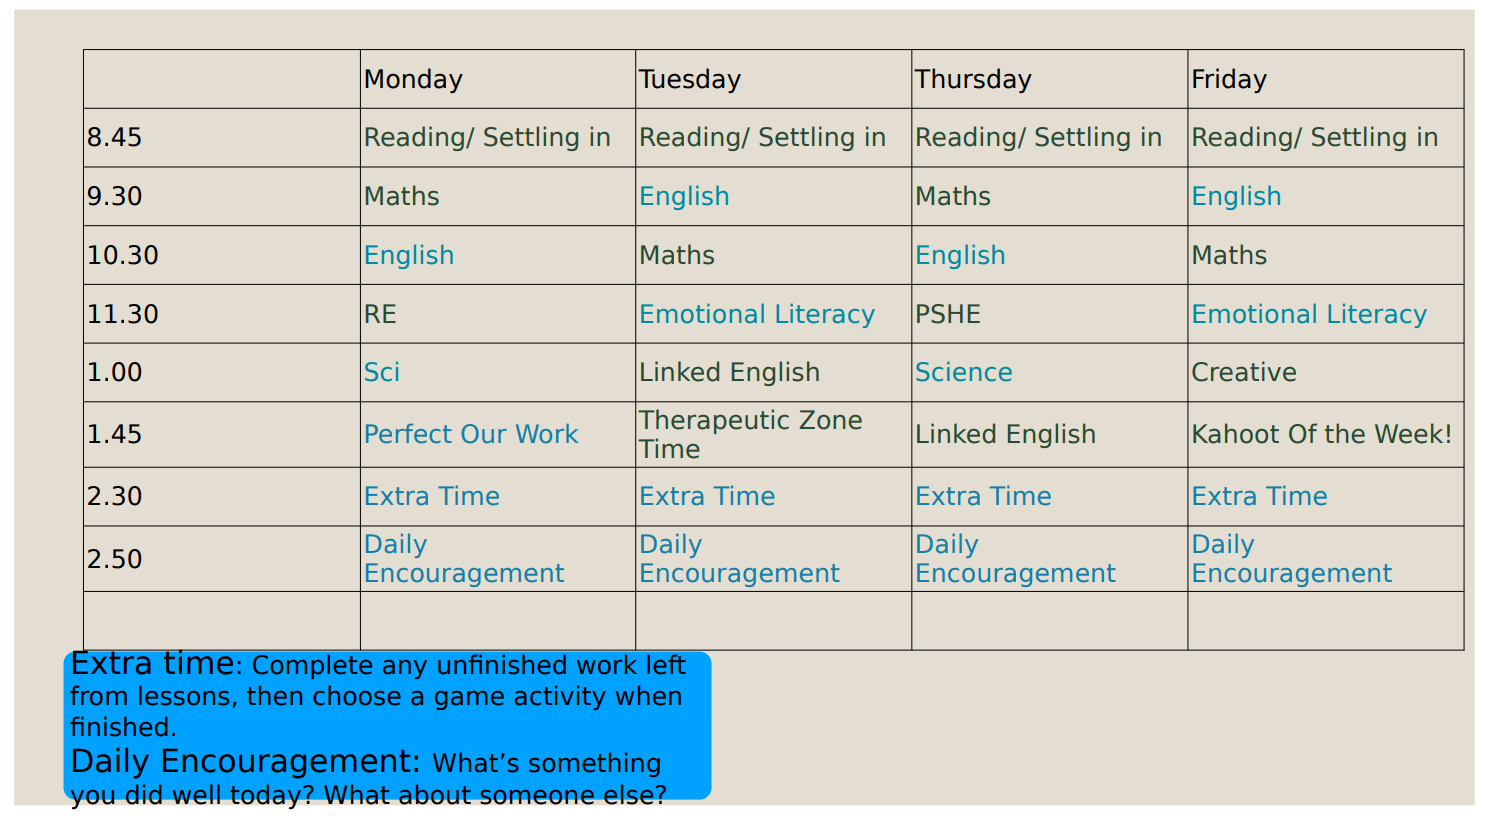 Monday Tuesday Thursday Friday
8.45 Reading/ Settling in Reading/ Settling in Reading/ Settling in Reading/ Settling in
9.30 Maths English Maths English
10.30 English Maths English Maths
11.30 RE Emotional Literacy PSHE Emotional Literacy
1.00 Sci Linked English Science Creative
1.45 Perfect Our Work Therapeutic Zone Time Linked English Kahoot Of the Week!
2.30 Extra Time Extra Time Extra Time Extra Time
2.50 Daily Encouragement Daily Encouragement Daily Encouragement Daily Encouragement
Extra time: Complete any unfinished work left
from lessons, then choose a game activity when
finished.
Daily Encouragement: What’s something
you did well today? What about someone else?